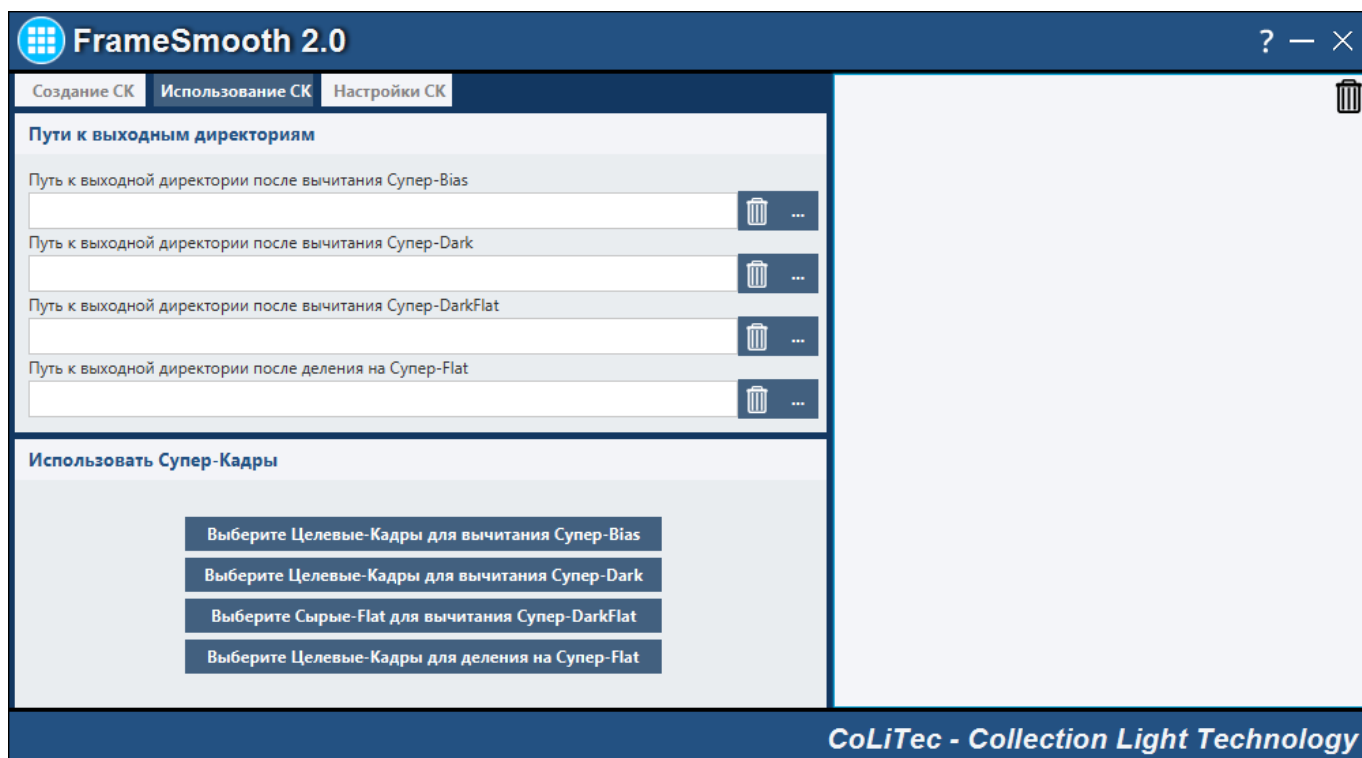 FrameSmooth 2.0
? — ×
Создание СК Использование СК Настройки СК
Пути к выходным директориям
Путь к выходной директории после вычитания Супер-Bias
...
Путь к выходной директории после вычитания Супер-Dark
...
Путь к выходной директории после вычитания Супер-DarkFlat
...
Путь к выходной директории после деления на Супер-Flat
...
Использовать Супер-Кадры
Выберите Целевые-Кадры для вычитания Супер-Bias
Выберите Целевые-Кадры для вычитания Супер-Dark
Выберите Сырые-Flat для вычитания Супер-DarkFlat
Выберите Целевые-Кадры для деления на Супер-Flat
CoLiTec - Collection Light Technology